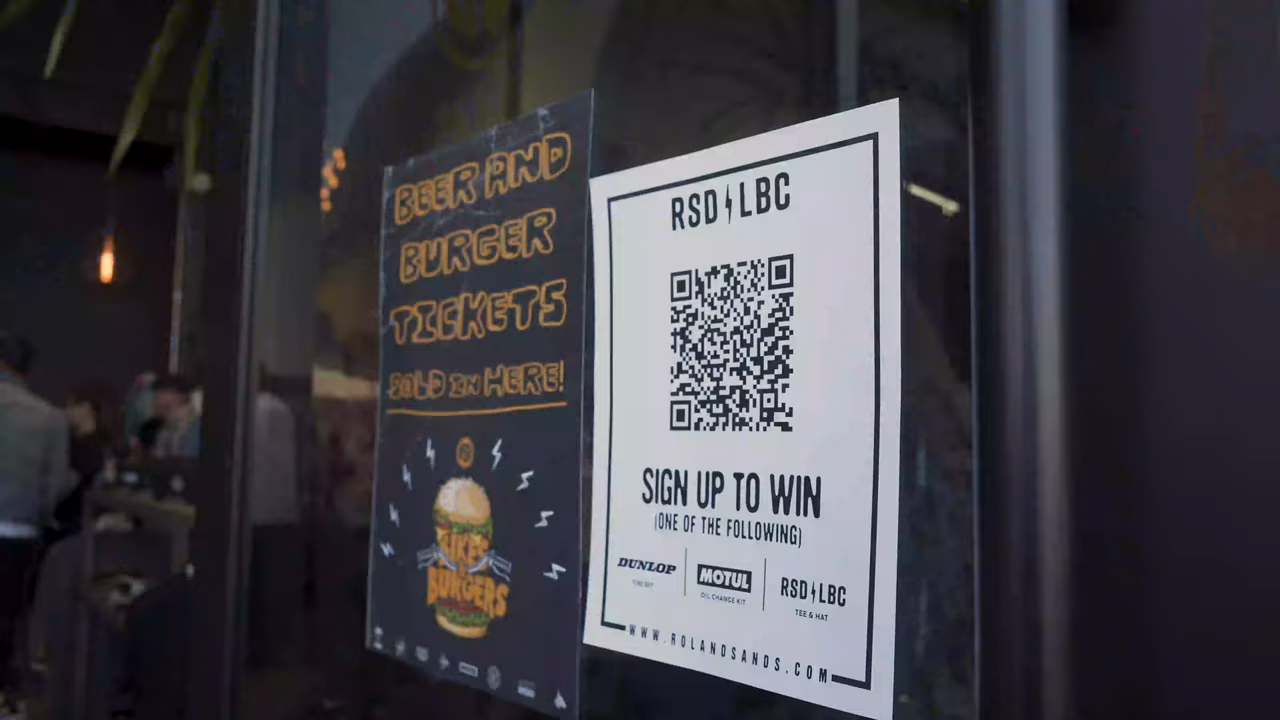 BEER AND
BURGER
TICKETS
SOLD IN HERE!
BIKES
BURGERS
RSD LBC
SIGN UP TO WIN
(ONE OF THE FOLLOWING)
DUNLOP
MOTUL
OIL CHANGE KIT
RSD LBC
TEE & HAT
WWW.ROLANDSANDS.COM